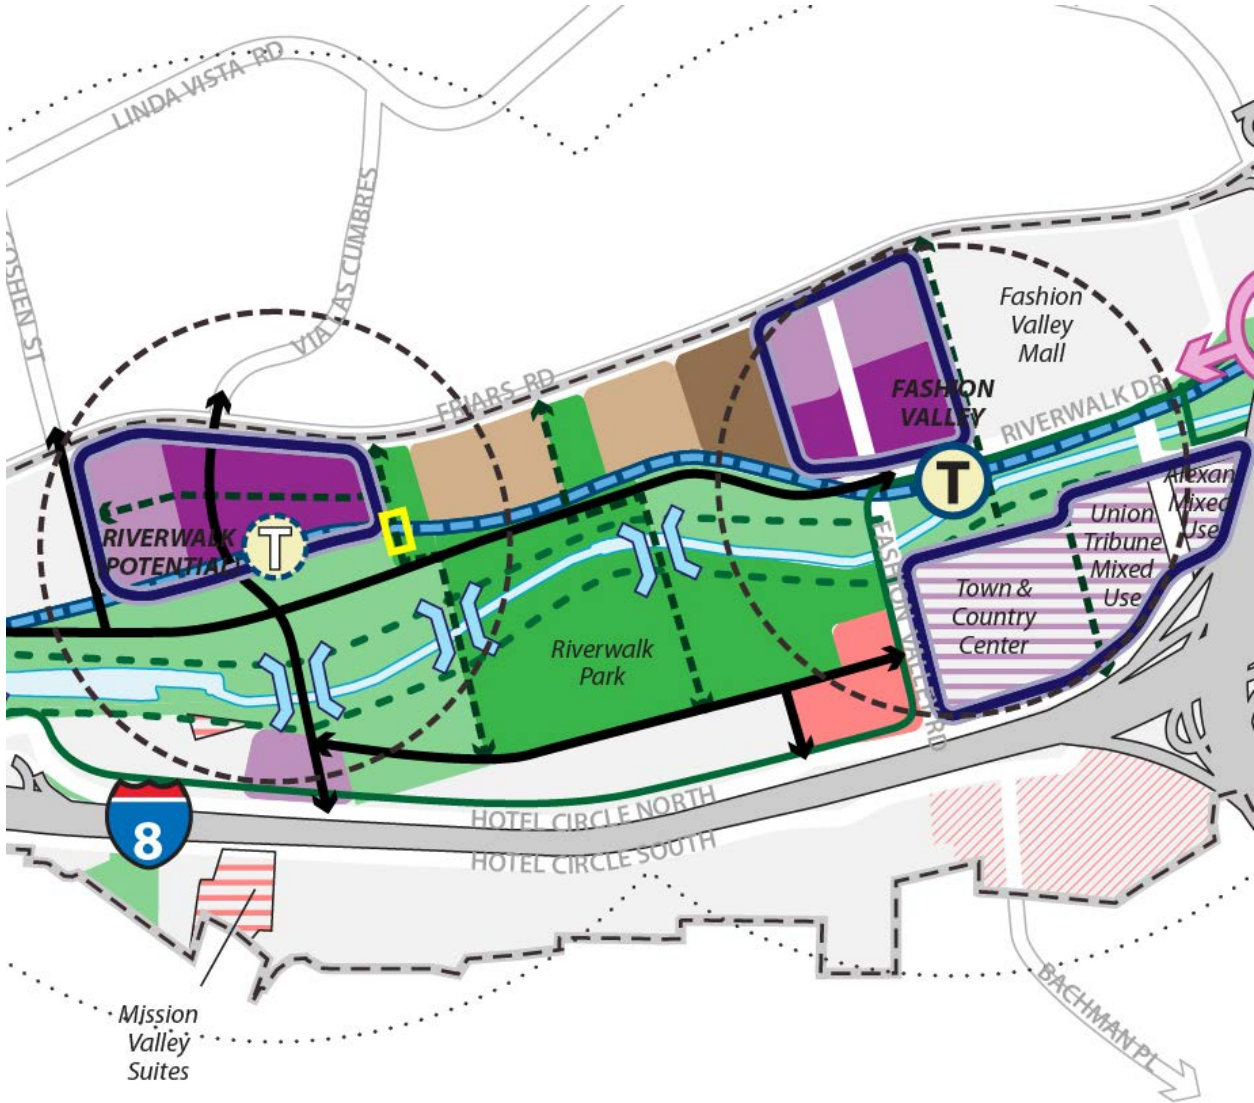 LINDA VISTA RD
VIA LAS CUMBRES
GOSHEN ST
FRIARS RD
Fashion
Valley
Mall
FASHION
VALLEY
RIVERWALK DR
T
RIVERWALK
POTENTIAL
T
Alexan
Mixed
Use
Union
Tribune
Mixed
Use
Town &
Country
Center
FASHION VALLEY RD
Riverwalk
Park
8
HOTEL CIRCLE NORTH
HOTEL CIRCLE SOUTH
Mission
Valley
Suites
BACHMAN PL